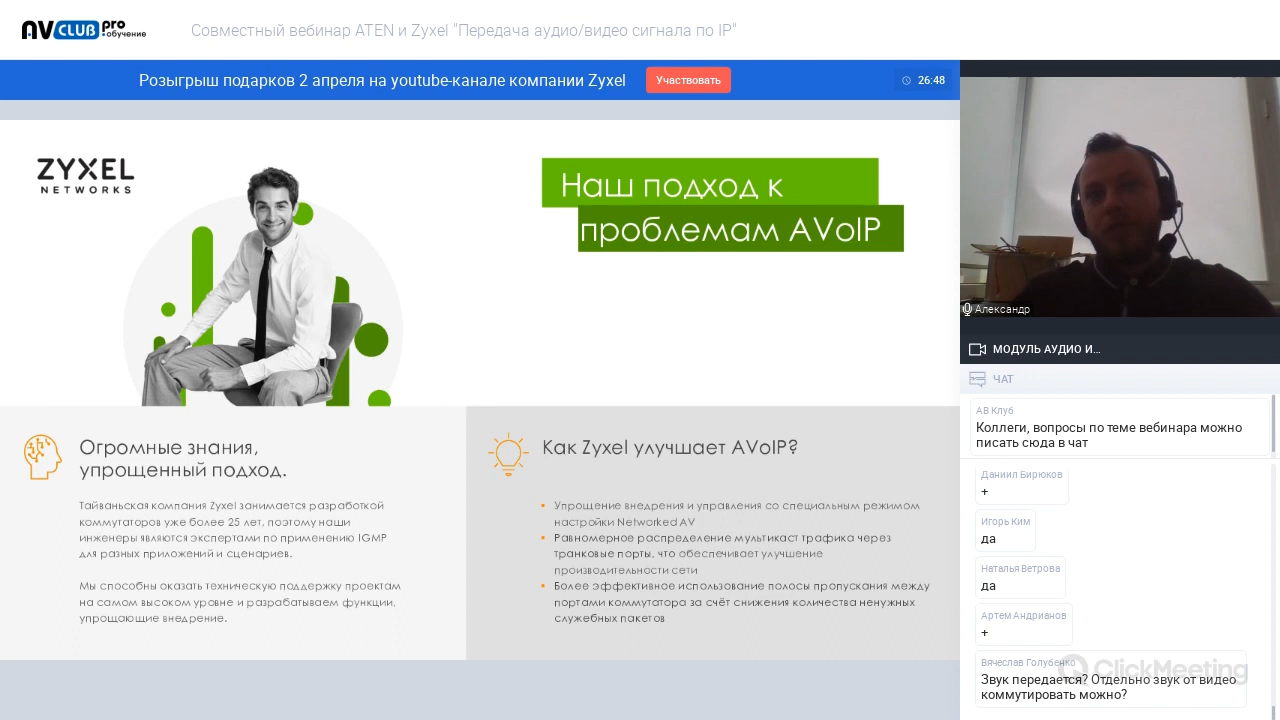 AVCLUBpro
•обучение
Совместный вебинар ATEN и Zyxel "Передача аудио/видео сигнала по IP"
Розыгрыш подарков 2 апреля на youtube-канале компании Zyxel
Участвовать
26:48
ZYXEL
NETWORKS
Наш подход к
проблемам AVoIP
Огромные знания,
упрощенный подход.
Тайваньская компания Zyxel занимается разработкой
коммутаторов уже более 25 лет, поэтому наши
инженеры являются экспертами по применению IGMP
для разных приложений и сценариев.
Мы способны оказать техническую поддержку проектам
на самом высоком уровне и разрабатываем функции,
упрощающие внедрение.
Как Zyxel улучшает AVoIP?
Упрощение внедрения и управления со специальным режимом
настройки Networked AV
Равномерное распределение мультикаст трафика через
транковые порты, что обеспечивает улучшение
производительности сети
Более эффективное использование полосы пропускания между
портами коммутатора за счёт снижения количества ненужных
служебных пакетов
Александр
МОДУЛЬ АУДИО И...
ЧАТ
АВ Клуб
Коллеги, вопросы по теме вебинара можно
писать сюда в чат
Даниил Бирюков
+
Игорь Ким
да
Наталья Ветрова
да
Артем Андрианов
+
Вячеслав Голубенко
Звук передается? Отдельно звук от видео
коммутировать можно?
ClickMeeting